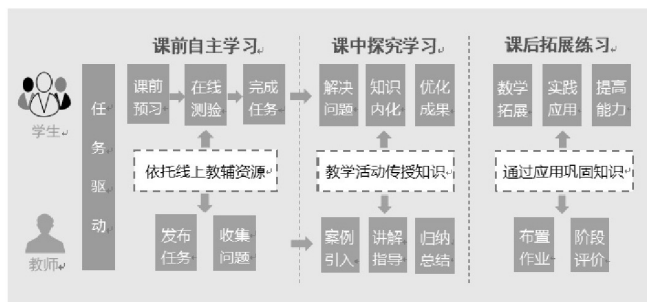 课前自主学习
课中探究学习
课后拓展练习
学生
任务驱动
课前预习
在线测验
完成任务
解决问题
知识内化
优化成果
教学拓展
实践应用
提高能力
依托线上教辅资源
教学活动传授知识
通过应用巩固知识
教师
发布任务
收集问题
案例引入
讲解指导
归纳总结
布置作业
阶段评价